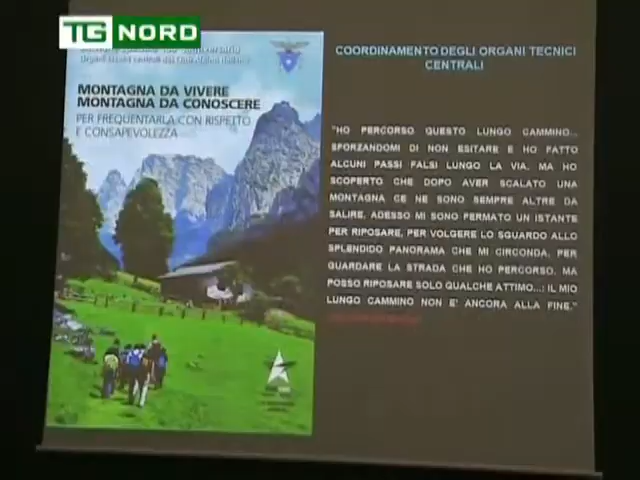 TG NORD
MONTAGNA DA VIVERE
MONTAGNA DA CONOSCERE
PER FREQUENTARLA CON RISPETTO
E CONSAPEVOLEZZA
COORDINAMENTO DEGLI ORGANI TECNICI
CENTRALI
"HO PERCORSO QUESTO LUNGO CAMMINO...
SFORZANDOMI DI NON ESITARE E HO FATTO
ALCUNI PASSI FALSI LUNGO LA VIA. MA HO
SCOPERTO CHE DOPO AVER SCALATO UNA
MONTAGNA CE NE SONO SEMPRE ALTRE DA
SALIRE. ADESSO MI SONO FERMATO UN ISTANTE
PER RIPOSARE, PER VOLGERE LO SGUARDO ALLO
SPLENDIDO PANORAMA CHE MI CIRCONDA, PER
GUARDARE LA STRADA CHE HO PERCORSO. MA
POSSO RIPOSARE SOLO QUALCHE ATTIMO...: IL MIO
LUNGO CAMMINO NON E' ANCORA ALLA FINE."